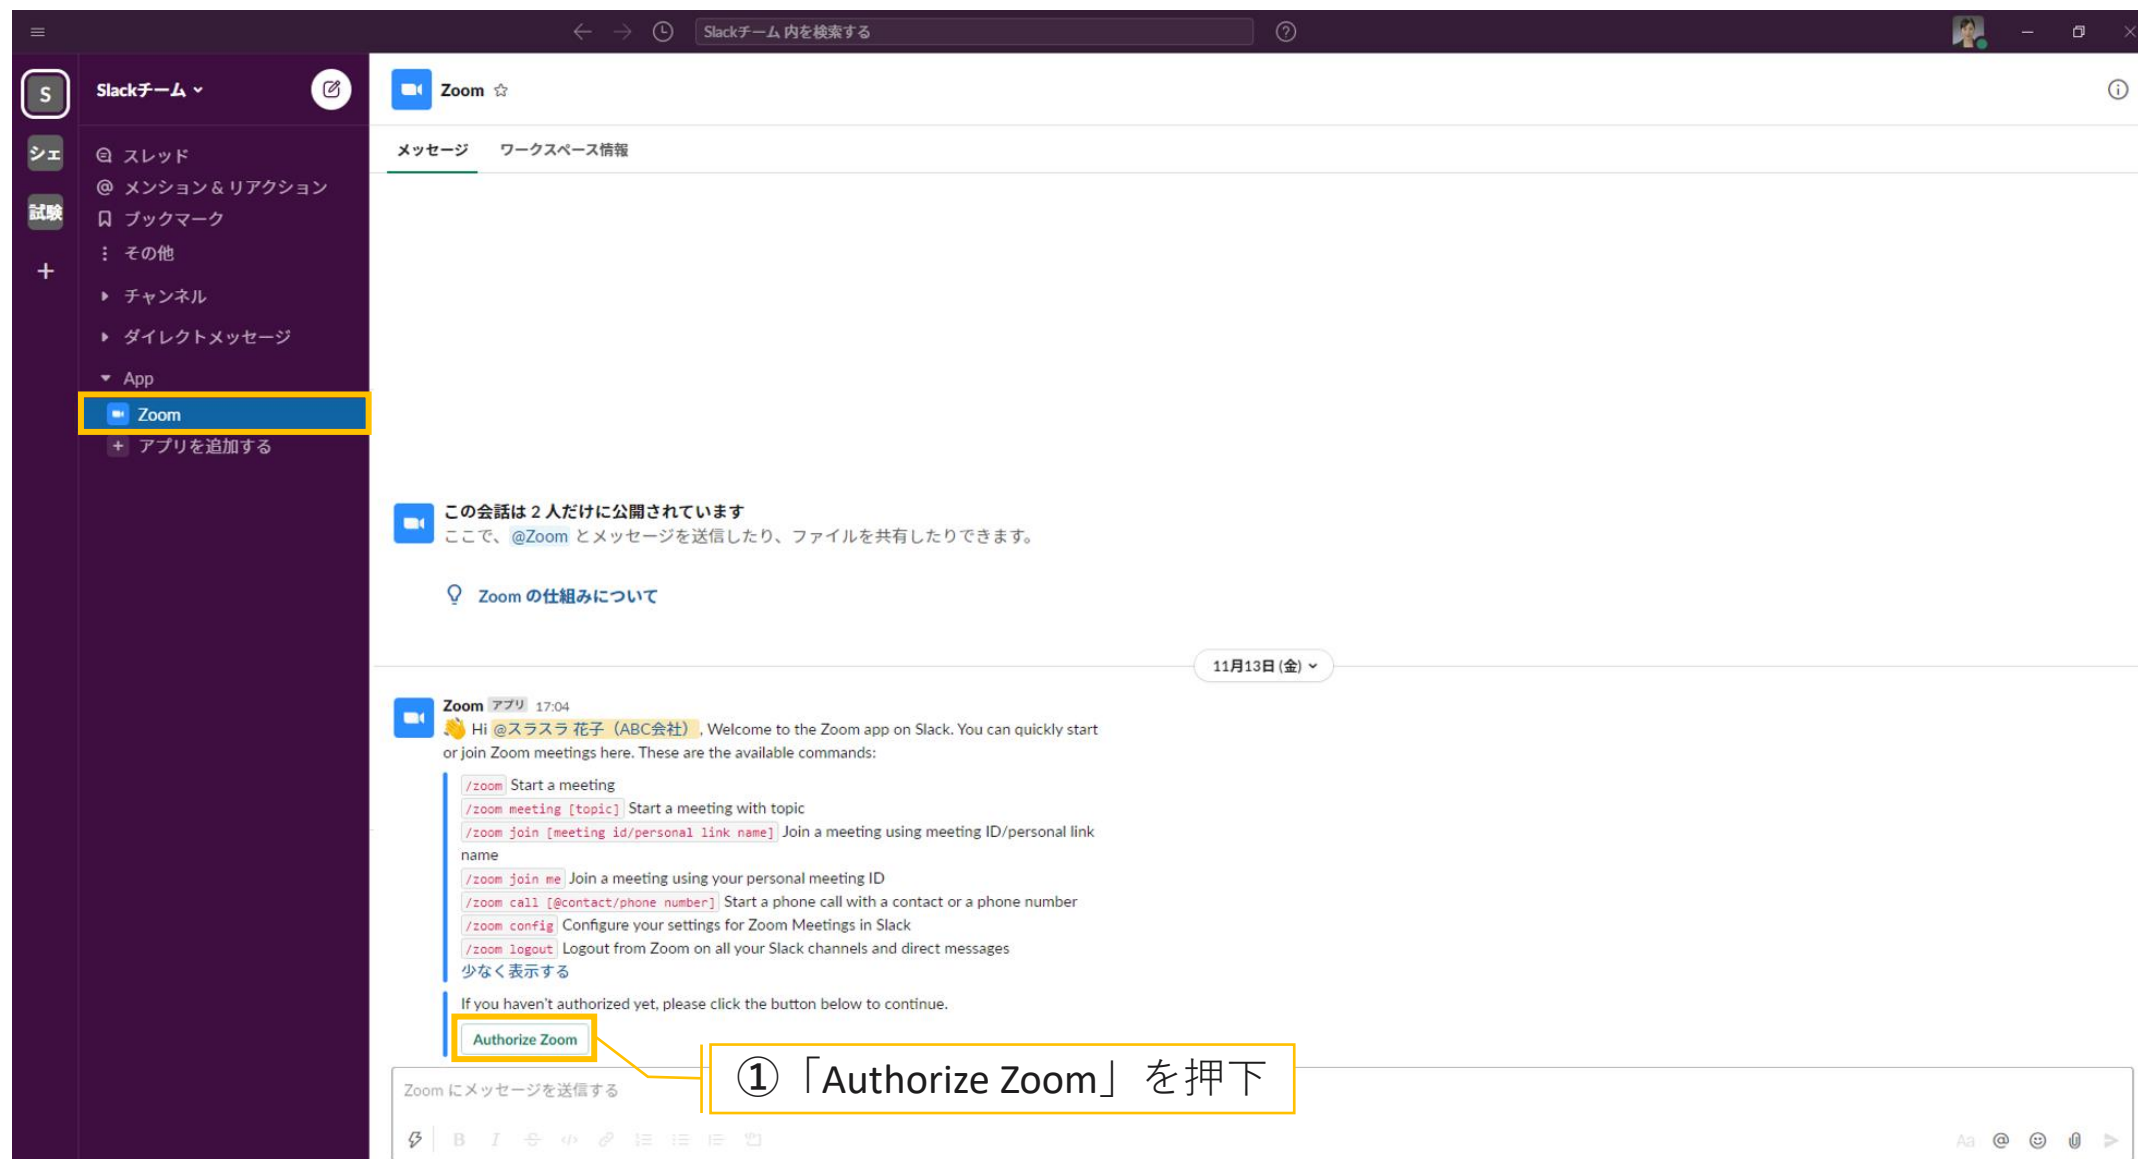 Slackチーム 内を検索する
S
シェ
試験
Slackチーム
スレッド
メンション & リアクション
ブックマーク
その他
チャンネル
ダイレクトメッセージ
App
Zoom
アプリを追加する
Zoom
メッセージ ワークスペース情報
この会話は 2 人だけに公開されています
ここで、 @Zoom とメッセージを送信したり、ファイルを共有したりできます。
Zoom の仕組みについて
11月13日 (金)
Zoom アプリ 17:04
👋 Hi @スラスラ 花子（ABC会社） , Welcome to the Zoom app on Slack. You can quickly start
or join Zoom meetings here. These are the available commands:
/zoom Start a meeting
/zoom meeting [topic] Start a meeting with topic
/zoom join [meeting id/personal link name] Join a meeting using meeting ID/personal link
name
/zoom join me Join a meeting using your personal meeting ID
/zoom call [@contact/phone number] Start a phone call with a contact or a phone number
/zoom config Configure your settings for Zoom Meetings in Slack
/zoom logout Logout from Zoom on all your Slack channels and direct messages
少なく表示する
If you haven't authorized yet, please click the button below to continue.
Authorize Zoom
①「Authorize Zoom」を押下
Zoom にメッセージを送信する
B I S </> Aa @